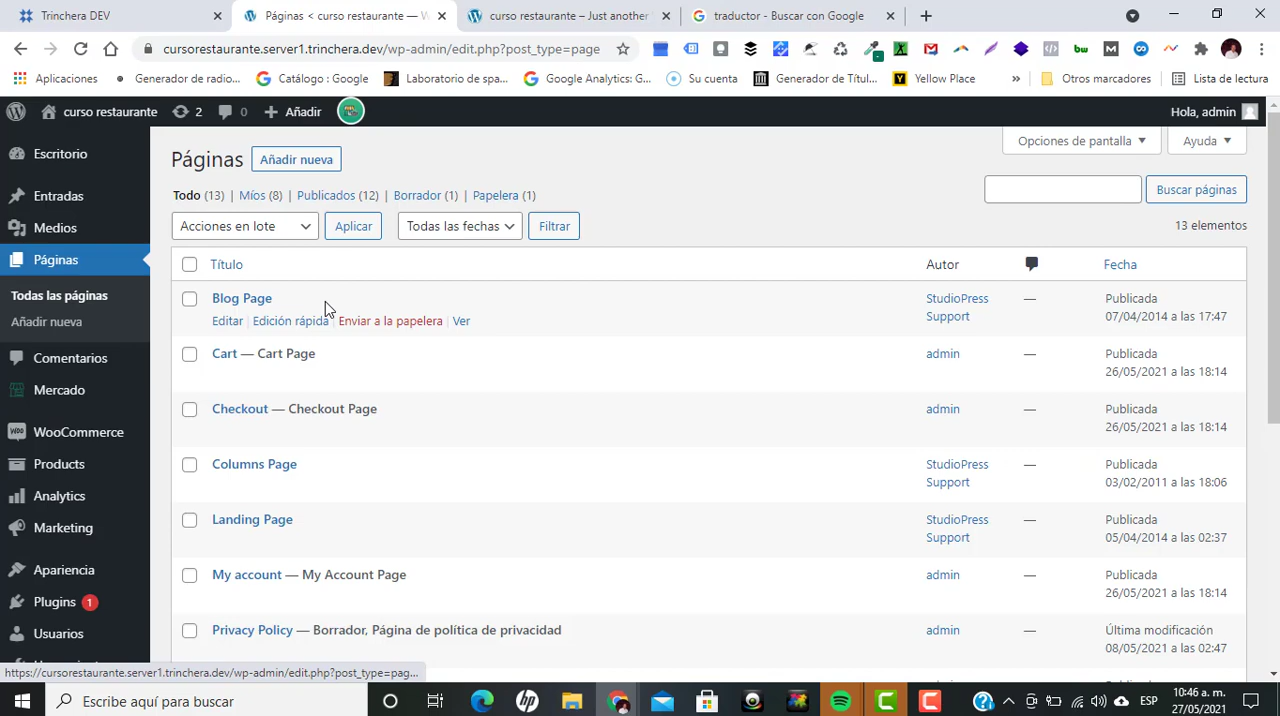 Trinchera DEV
Páginas < curso restaurante — W
curso restaurante – Just another
traductor - Buscar con Google
cursorestaurante.server1.trinchera.dev/wp-admin/edit.php?post_type=page
Aplicaciones
Generador de radio...
Catálogo : Google
Laboratorio de spa...
Google Analytics: G...
Su cuenta
Generador de Títul...
Yellow Place
»
Otros marcadores
Lista de lectura
curso restaurante
2
0
Añadir
Hola, admin
Escritorio
Entradas
Medios
Páginas
Todas las páginas
Añadir nueva
Comentarios
Mercado
WooCommerce
Products
Analytics
Marketing
Apariencia
Plugins 1
Usuarios
Páginas
Añadir nueva
Opciones de pantalla
Ayuda
Todo (13) | Míos (8) | Publicados (12) | Borrador (1) | Papelera (1)
Buscar páginas
Acciones en lote
Aplicar
Todas las fechas
Filtrar
13 elementos
Título
Autor
Fecha
Blog Page
Editar | Edición rápida | Enviar a la papelera | Ver
StudioPress
Support
—
Publicada
07/04/2014 a las 17:47
Cart — Cart Page
admin
—
Publicada
26/05/2021 a las 18:14
Checkout — Checkout Page
admin
—
Publicada
26/05/2021 a las 18:14
Columns Page
StudioPress
Support
—
Publicada
03/02/2011 a las 18:06
Landing Page
StudioPress
Support
—
Publicada
05/04/2014 a las 02:37
My account — My Account Page
admin
—
Publicada
26/05/2021 a las 18:14
Privacy Policy — Borrador, Página de política de privacidad
admin
—
Última modificación
08/05/2021 a las 02:47
https://cursorestaurante.server1.trinchera.dev/wp-admin/edit.php?post_type=pag...
Escribe aquí para buscar
ESP
10:46 a. m.
27/05/2021